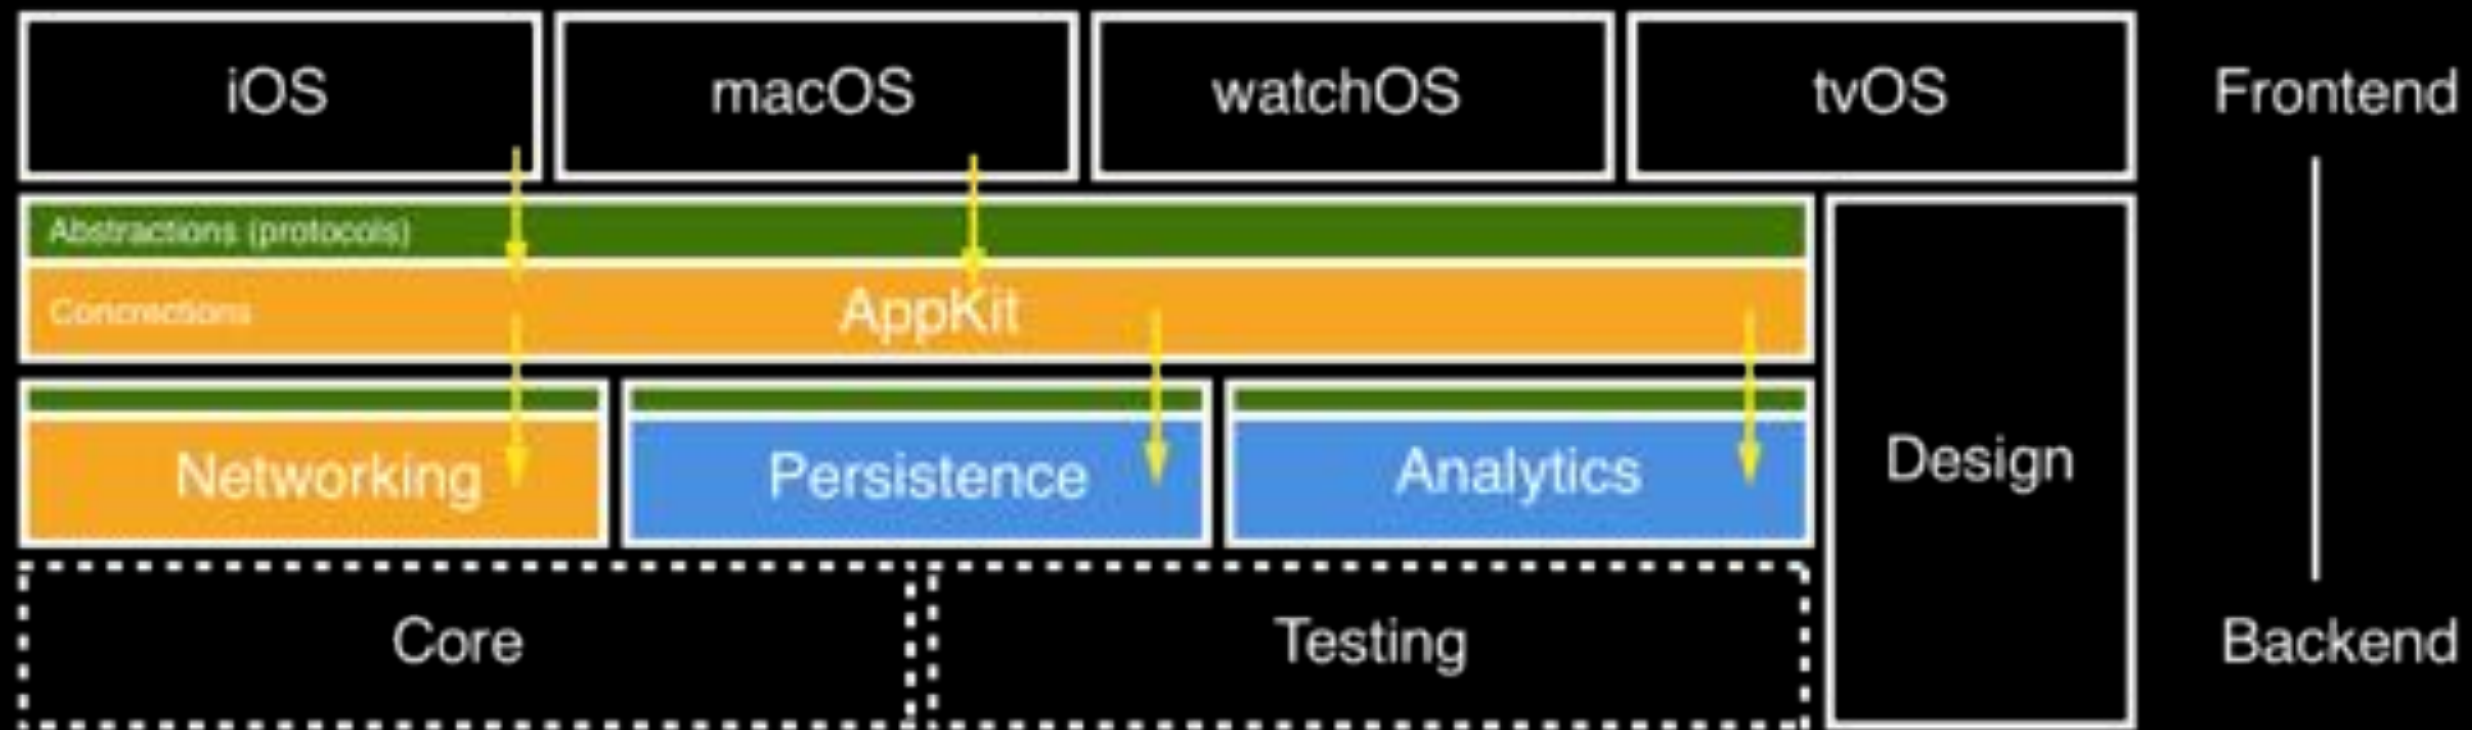 iOS
macOS
watchOS
tvOS
Frontend
Abstractions (protocols)
Concrections
AppKit
Networking
Persistence
Analytics
Design
Core
Testing
Backend